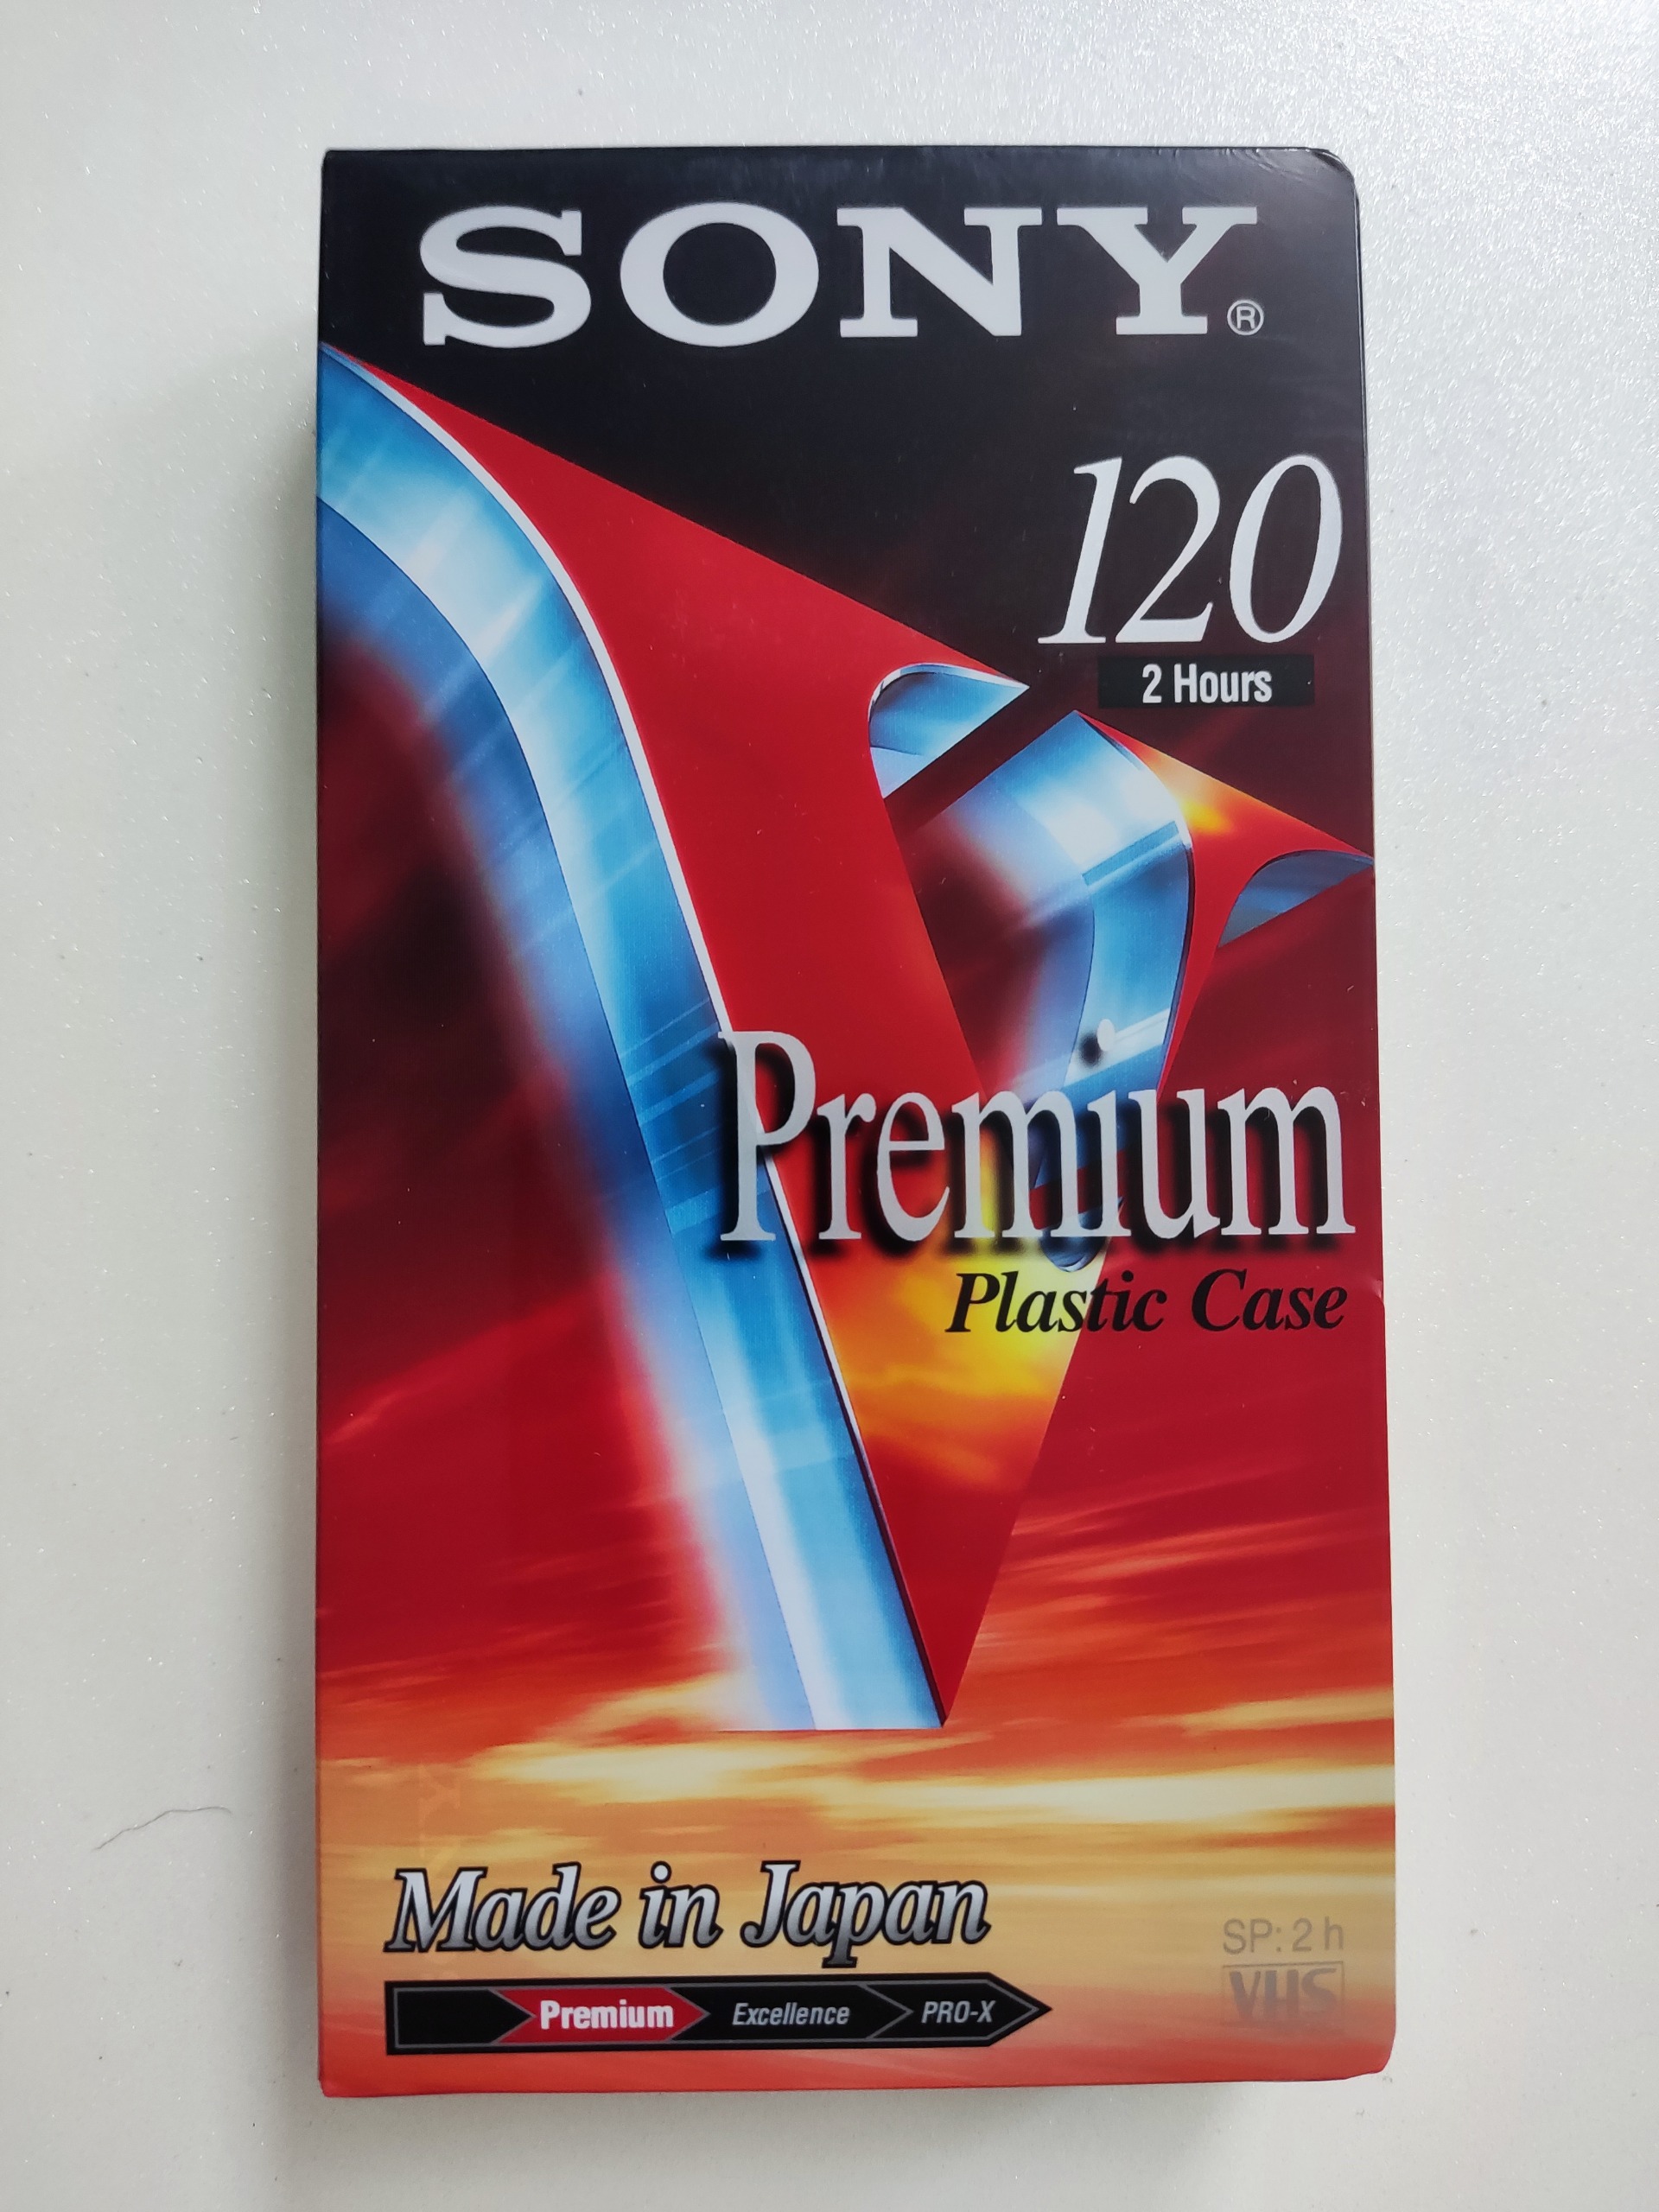 SONY®
120
2 Hours
Premium
Plastic Case
Made in Japan
Premium Excellence PRO-X
SP: 2 h
VHS